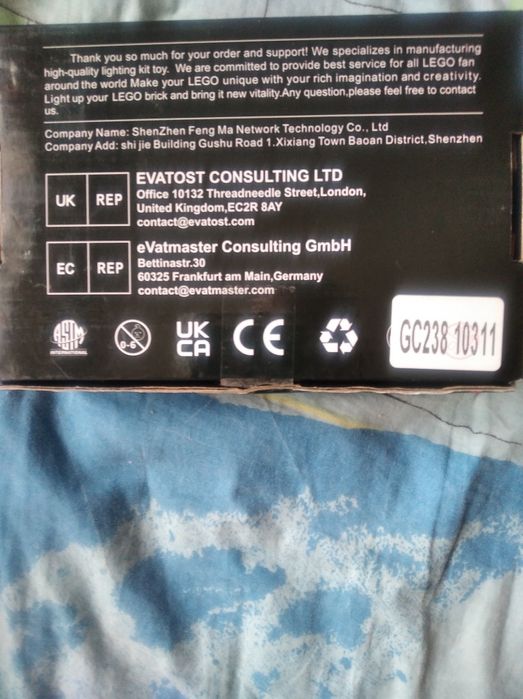 Thank you so much for your order and support! We specializes in manufacturing
high-quality lighting kit toy. We are committed to provide best service for all LEGO fan
around the world Make your LEGO unique with your rich imagination and creativity.
Light up your LEGO brick and bring it new vitality.Any question,please feel free to contact
us.
Company Name: ShenZhen Feng Ma Network Technology Co., Ltd
Company Add: shi jie Building Gushu Road 1.Xixiang Town Baoan District,Shenzhen
UK REP
EVATOST CONSULTING LTD
Office 10132 Threadneedle Street,London,
United Kingdom,EC2R 8AY
contact@evatost.com
EC REP
eVatmaster Consulting GmbH
Bettinastr.30
60325 Frankfurt am Main,Germany
contact@evatmaster.com
ASTM
INTERNATIONAL
0-6
UK
CA
CE
GC238 10311